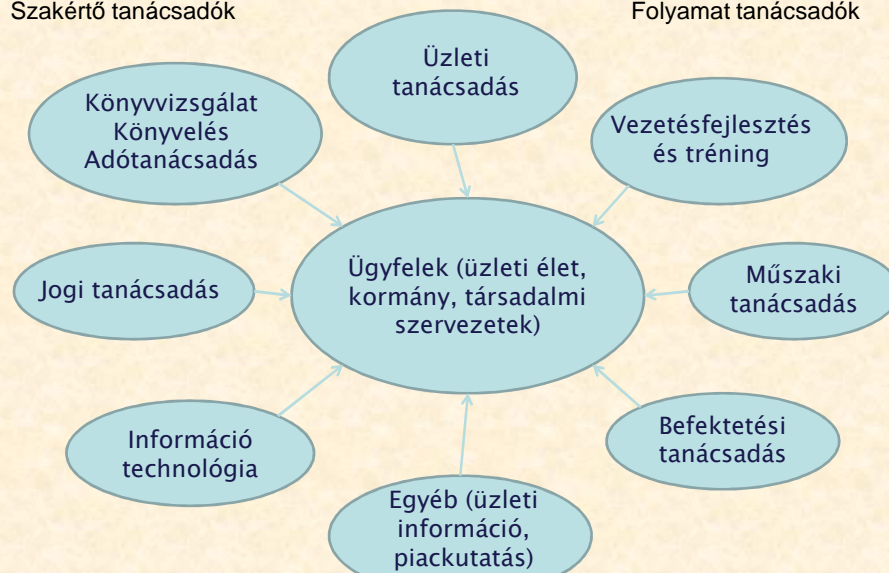 Szakértő tanácsadók
Folyamat tanácsadók
Üzleti
tanácsadás
Könyvvizsgálat
Könyvelés
Adótanácsadás
Vezetésfejlesztés
és tréning
Ügyfelek (üzleti élet,
kormány, társadalmi
szervezetek)
Jogi tanácsadás
Műszaki
tanácsadás
Információ
technológia
Befektetési
tanácsadás
Egyéb (üzleti
információ,
piackutatás)